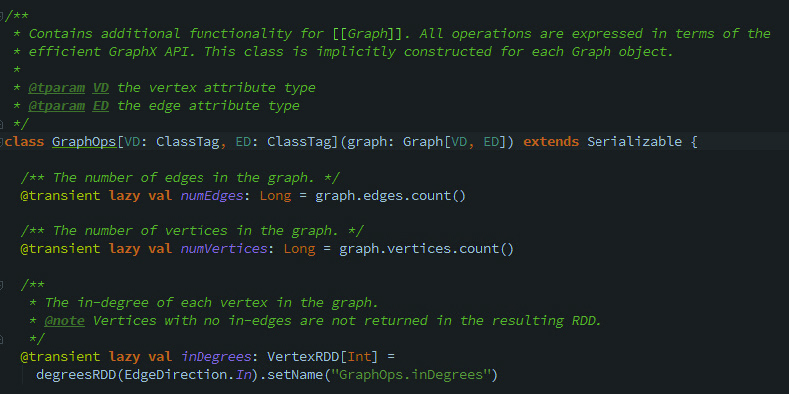 /**
 * Contains additional functionality for [[Graph]]. All operations are expressed in terms of the
 * efficient GraphX API. This class is implicitly constructed for each Graph object.
 *
 * @tparam VD the vertex attribute type
 * @tparam ED the edge attribute type
 */
class GraphOps[VD: ClassTag, ED: ClassTag](graph: Graph[VD, ED]) extends Serializable {
  /** The number of edges in the graph. */
  @transient lazy val numEdges: Long = graph.edges.count()
  /** The number of vertices in the graph. */
  @transient lazy val numVertices: Long = graph.vertices.count()
  /**
   * The in-degree of each vertex in the graph.
   * @note Vertices with no in-edges are not returned in the resulting RDD.
   */
  @transient lazy val inDegrees: VertexRDD[Int] =
    degreesRDD(EdgeDirection.In).setName("GraphOps.inDegrees")